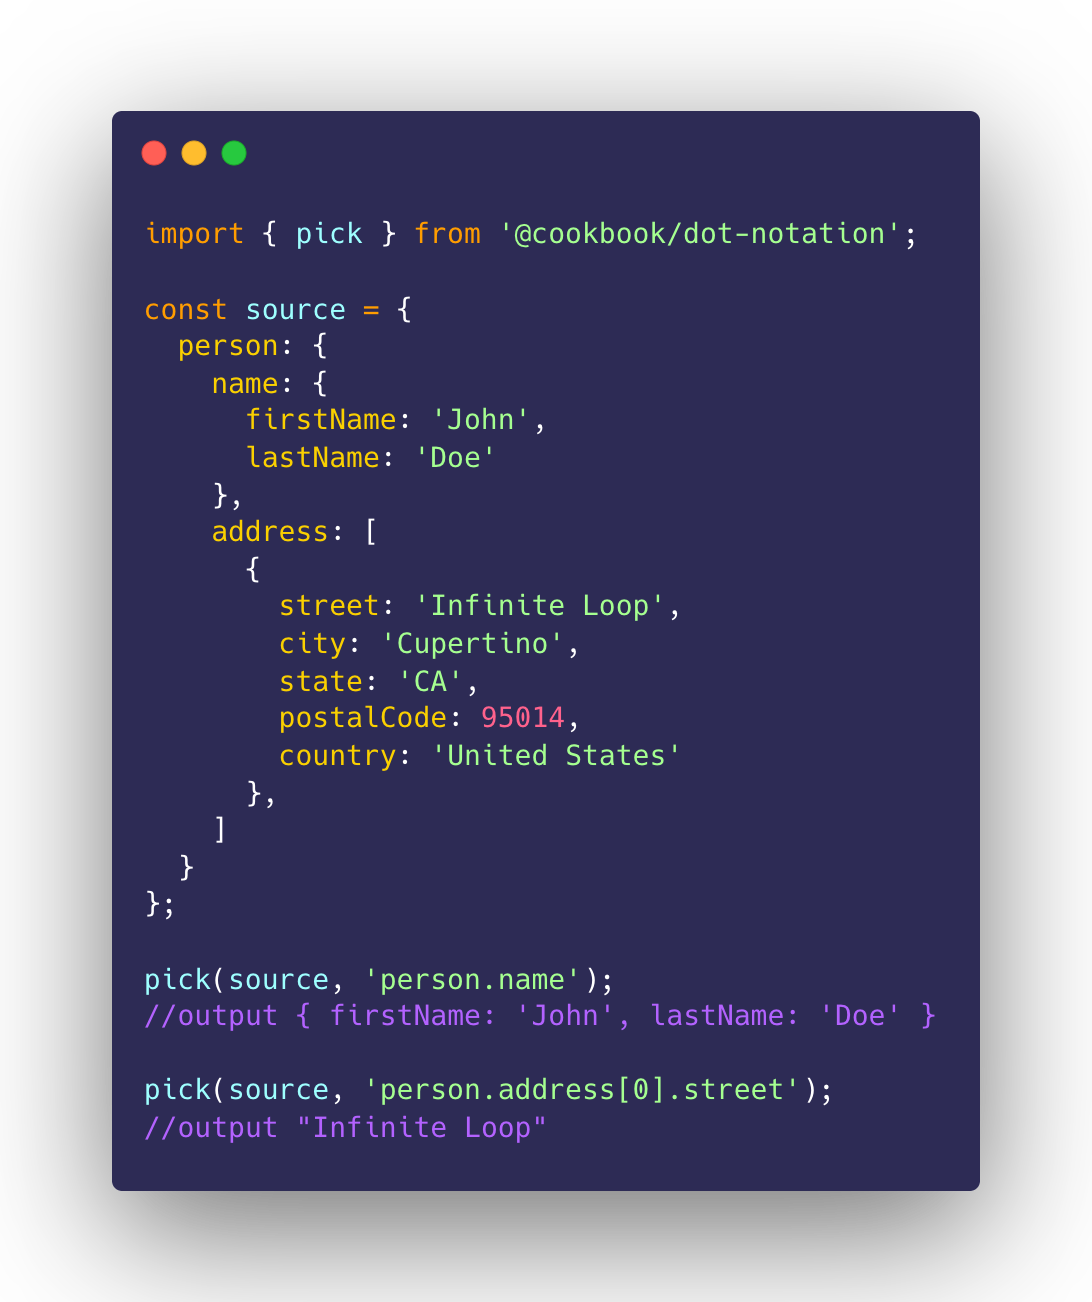 import { pick } from '@cookbook/dot-notation';

const source = {
  person: {
    name: {
      firstName: 'John',
      lastName: 'Doe'
    },
    address: [
      {
        street: 'Infinite Loop',
        city: 'Cupertino',
        state: 'CA',
        postalCode: 95014,
        country: 'United States'
      },
    ]
  }
};

pick(source, 'person.name');
//output { firstName: 'John', lastName: 'Doe' }

pick(source, 'person.address[0].street');
//output "Infinite Loop"